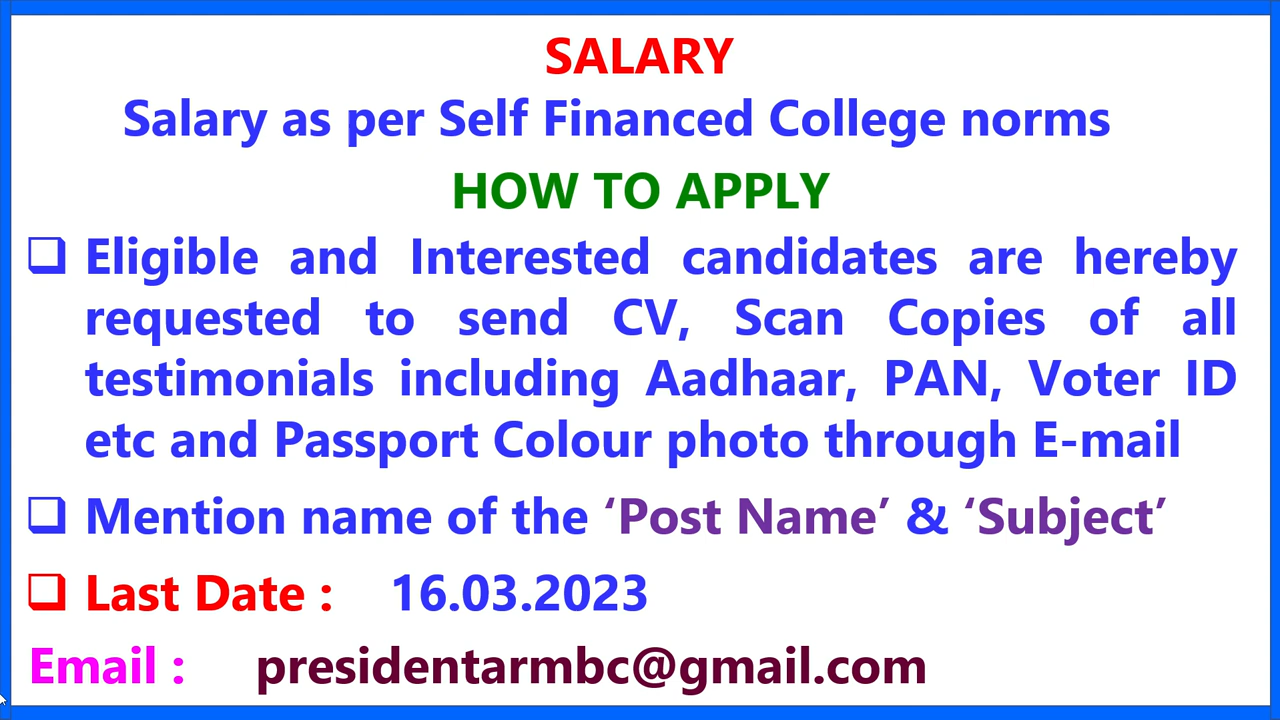 SALARY
Salary as per Self Financed College norms
HOW TO APPLY
❑ Eligible and Interested candidates are hereby
requested to send CV, Scan Copies of all
testimonials including Aadhaar, PAN, Voter ID
etc and Passport Colour photo through E-mail
❑ Mention name of the ‘Post Name’ & ‘Subject’
❑ Last Date : 16.03.2023
Email : presidentarmbc@gmail.com